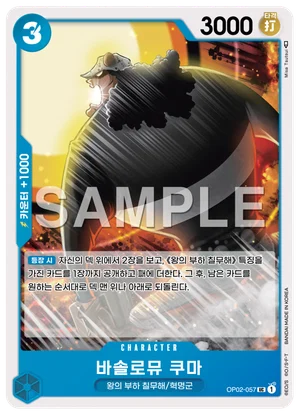 3
3000
타격
打
카운터 +1000
SAMPLE
등장 시 자신의 덱 위에서 2장을 보고, 《왕의 부하 칠무해》 특징을
가진 카드를 1장까지 공개하고 패에 더한다. 그 후, 남은 카드를
원하는 순서대로 덱 맨 위나 아래로 되돌린다.
CHARACTER
바솔로뮤 쿠마
왕의 부하 칠무해/혁명군
OP02-057 UC 1
BANDAI MADE IN KOREA